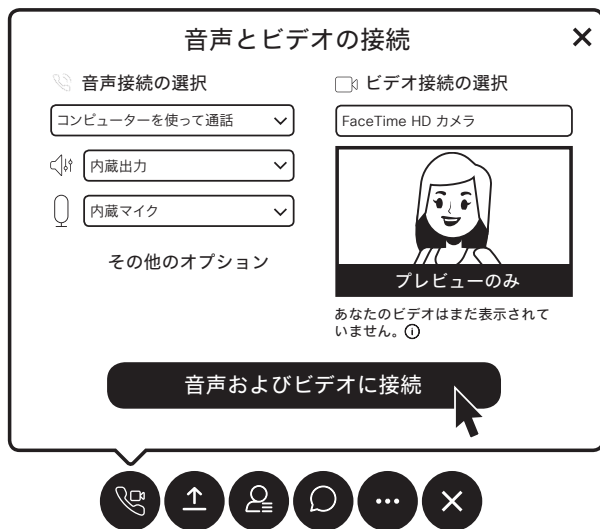 音声とビデオの接続
音声接続の選択
コンピューターを使って通話
内蔵出力
内蔵マイク
その他のオプション
ビデオ接続の選択
FaceTime HD カメラ
プレビューのみ
あなたのビデオはまだ表示されて
いません。
音声およびビデオに接続